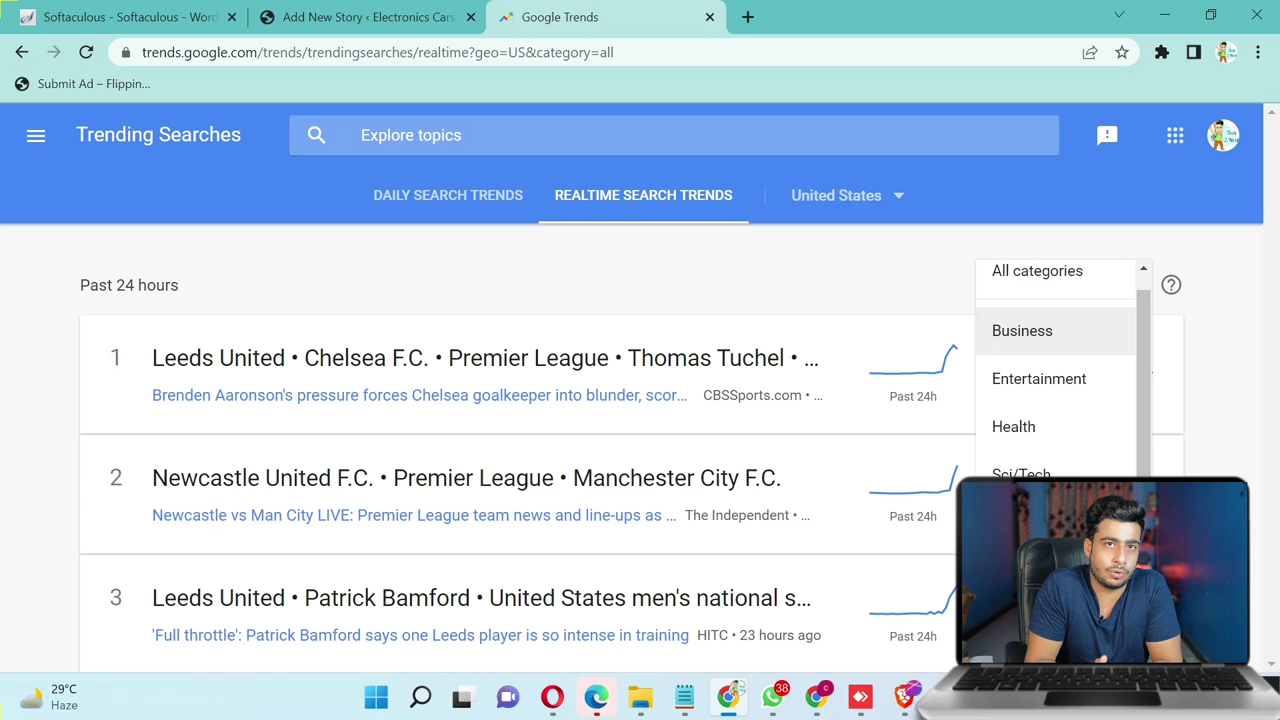 Softaculous - Softaculous - Word
Add New Story ‹ Electronics Cars
Google Trends
trends.google.com/trends/trendingsearches/realtime?geo=US&category=all
Submit Ad – Flippin...
Trending Searches
Explore topics
DAILY SEARCH TRENDS
REALTIME SEARCH TRENDS
United States
Past 24 hours
All categories
Business
Entertainment
Health
Sci/Tech
1
Leeds United • Chelsea F.C. • Premier League • Thomas Tuchel • ...
Brenden Aaronson's pressure forces Chelsea goalkeeper into blunder, scor... CBSSports.com • ...
Past 24h
2
Newcastle United F.C. • Premier League • Manchester City F.C.
Newcastle vs Man City LIVE: Premier League team news and line-ups as ... The Independent • ...
Past 24h
3
Leeds United • Patrick Bamford • United States men's national s...
'Full throttle': Patrick Bamford says one Leeds player is so intense in training HITC • 23 hours ago
Past 24h
29°C
Haze
38
C